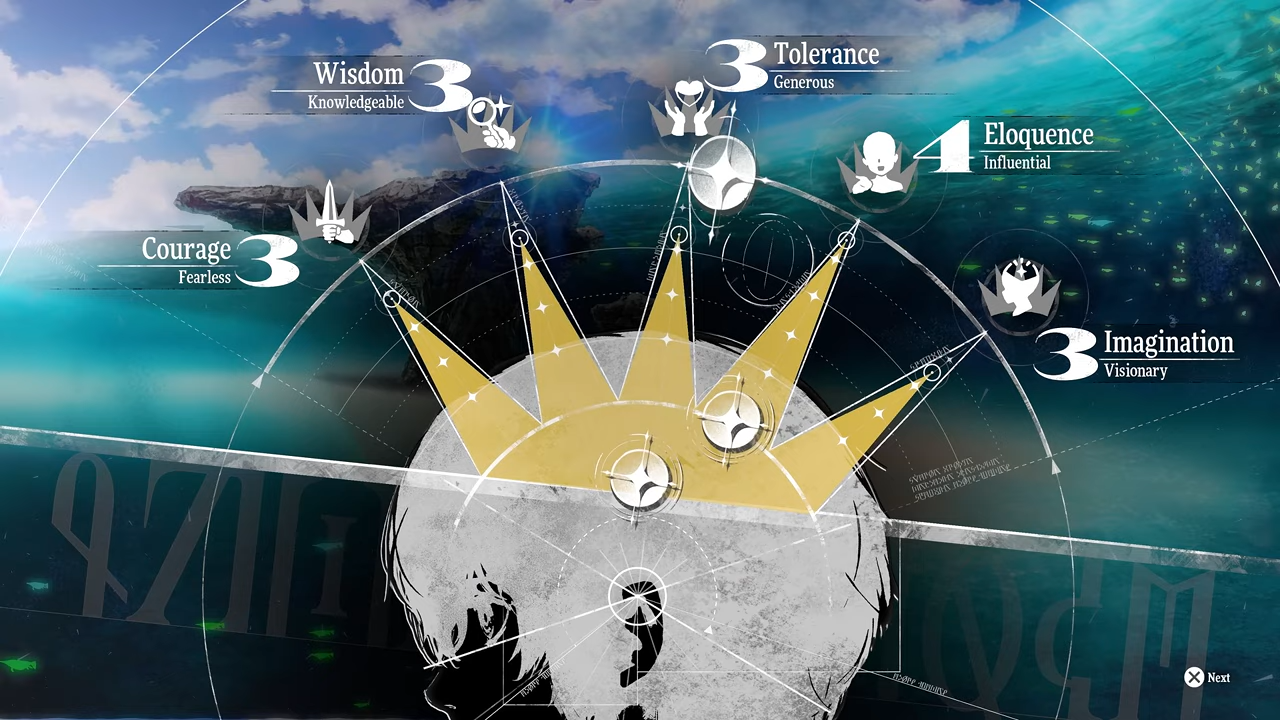 Wisdom
3
Knowledgeable
Tolerance
3
Generous
Eloquence
4
Influential
Courage
3
Fearless
Imagination
3
Visionary
Next